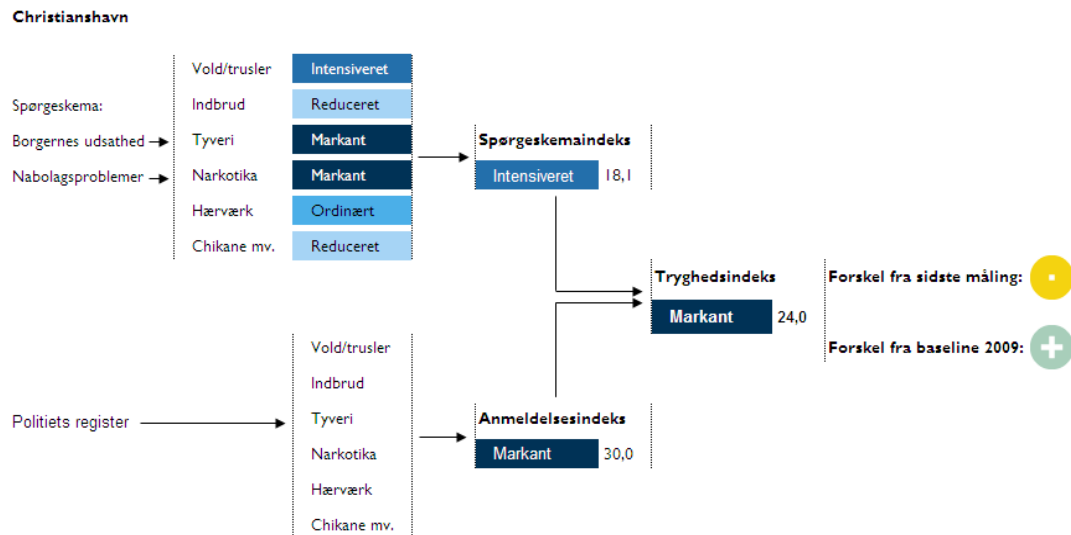 Christianshavn
Vold/trusler Intensiveret
Spørgeskema: Indbrud Reduceret
Borgernes udsathed Tyveri Markant Spørgeskemaindeks
Nabolagsproblemer Narkotika Markant Intensiveret 18,1
Hærværk Ordinært
Chikane mv. Reduceret
Tryghedsindeks Forskel fra sidste måling:
Markant 24,0
Vold/trusler Forskel fra baseline 2009:
Indbrud
Politiets register Tyveri Anmeldelsesindeks
Narkotika Markant 30,0
Hærværk
Chikane mv.